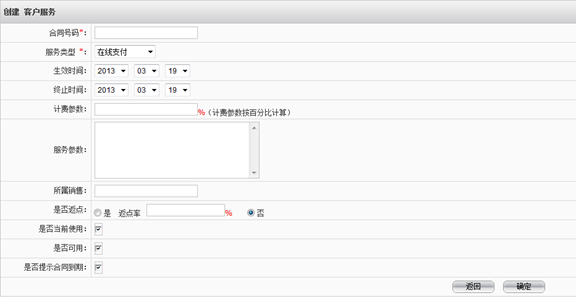 创建 客户服务
合同号码*:
服务类型 *: 在线支付
生效时间: 2013 03 19
终止时间: 2013 03 19
计费参数: %（计费参数按百分比计算）
服务参数:
所属销售:
是否返点: 是 返点率 % 否
是否当前使用:
是否可用:
是否提示合同到期:
返回 确定